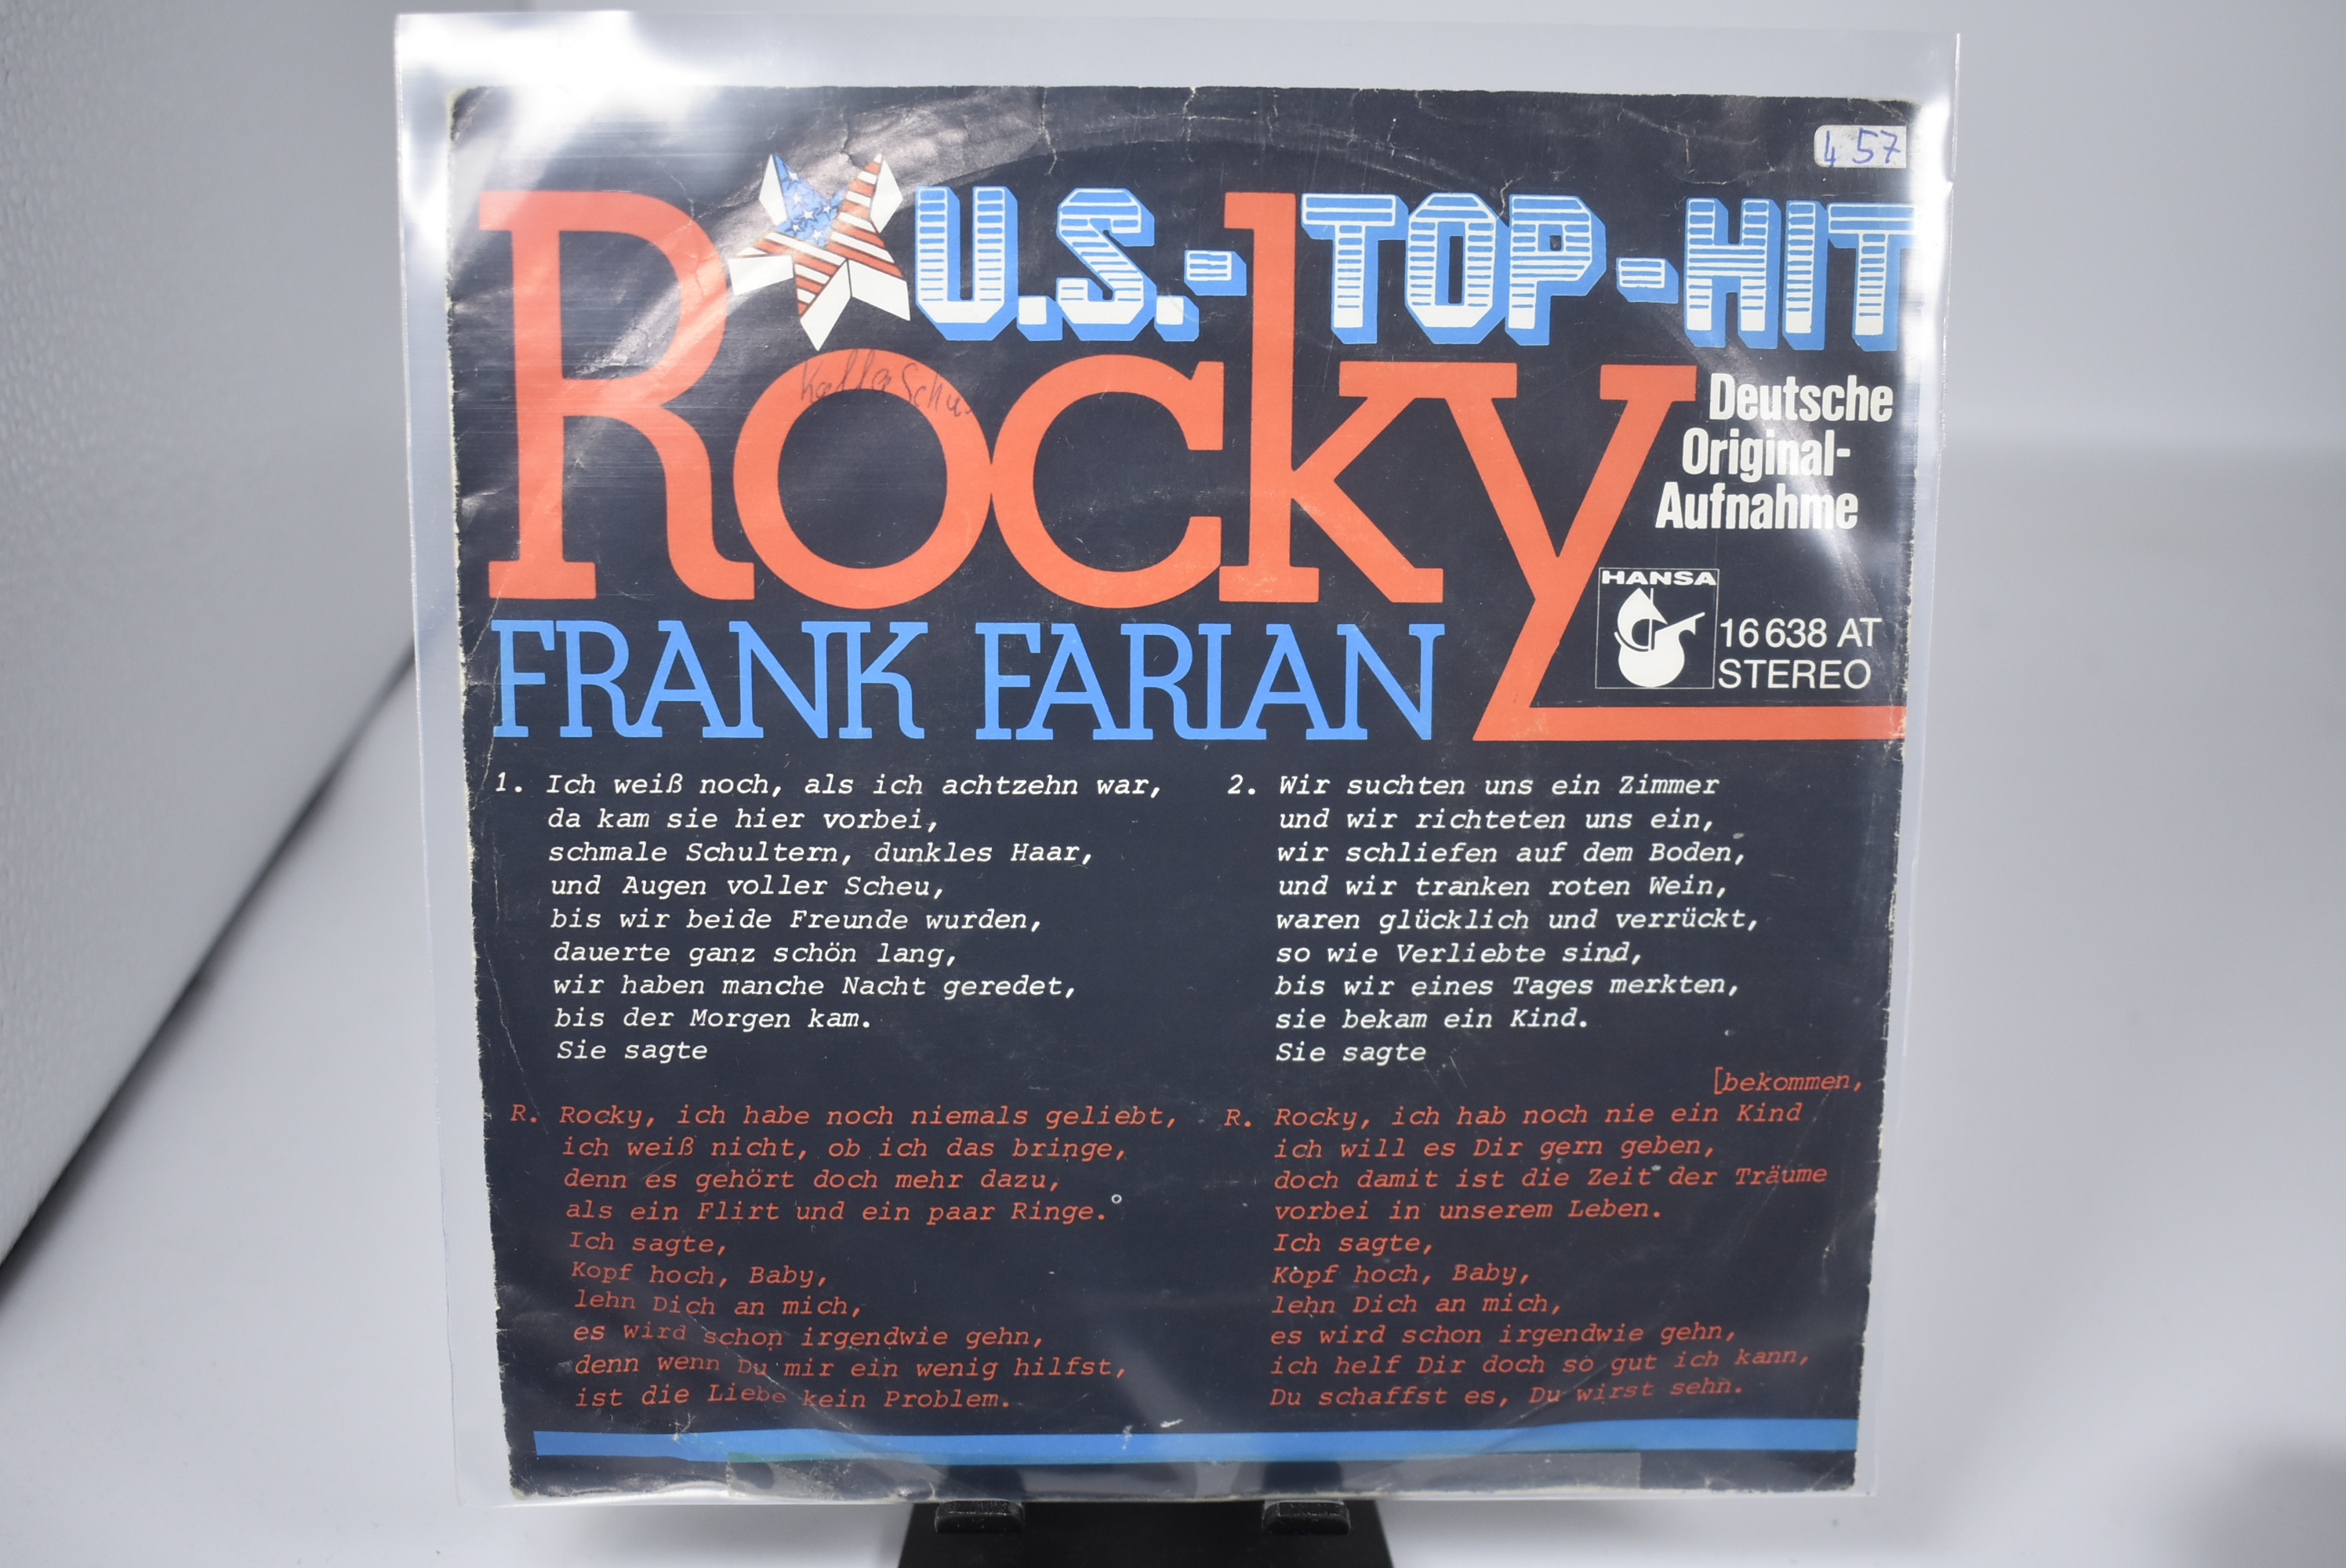 457
U.S.-TOP-HIT
Rocky
Deutsche
Original-
Aufnahme
HANSA
16 638 AT
STEREO
FRANK FARIAN
1. Ich weiß noch, als ich achtzehn war,
da kam sie hier vorbei,
schmale Schultern, dunkles Haar,
und Augen voller Scheu,
bis wir beide Freunde wurden,
dauerte ganz schön lang,
wir haben manche Nacht geredet,
bis der Morgen kam.
Sie sagte
R. Rocky, ich habe noch niemals geliebt,
ich weiß nicht, ob ich das bringe,
denn es gehört doch mehr dazu,
als ein Flirt und ein paar Ringe.
Ich sagte,
Kopf hoch, Baby,
lehn Dich an mich,
es wird schon irgendwie gehn,
denn wenn Du mir ein wenig hilfst,
ist die Liebe kein Problem.
2. Wir suchten uns ein Zimmer
und wir richteten uns ein,
wir schliefen auf dem Boden,
und wir tranken roten Wein,
waren glücklich und verrückt,
so wie Verliebte sind,
bis wir eines Tages merkten,
sie bekam ein Kind.
Sie sagte
[bekommen,
R. Rocky, ich hab noch nie ein Kind
ich will es Dir gern geben,
doch damit ist die Zeit der Träume
vorbei in unserem Leben.
Ich sagte,
Kopf hoch, Baby,
lehn Dich an mich,
es wird schon irgendwie gehn,
ich helf Dir doch so gut ich kann,
Du schaffst es, Du wirst sehn.